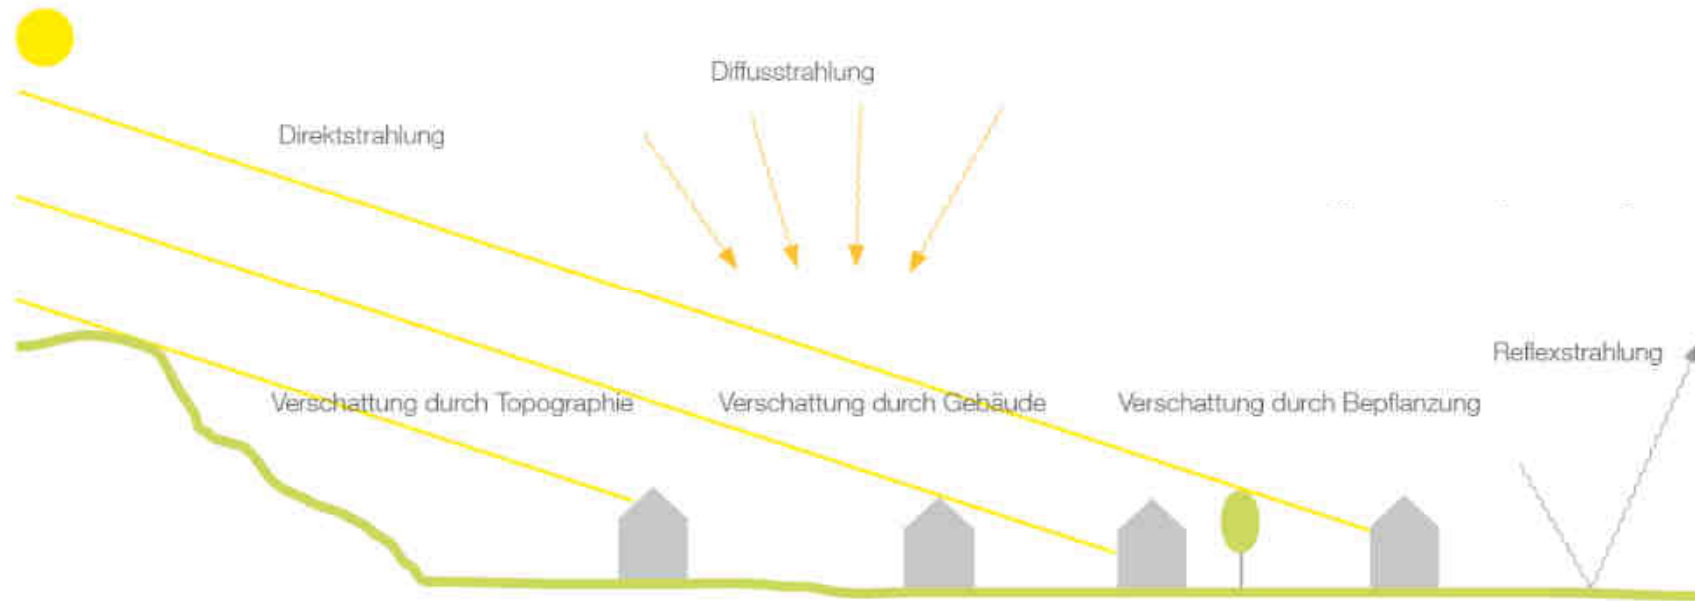 Diffusstrahlung
Direktstrahlung
Reflexstrahlung
Verschattung durch Topographie
Verschattung durch Gebäude
Verschattung durch Bepflanzung